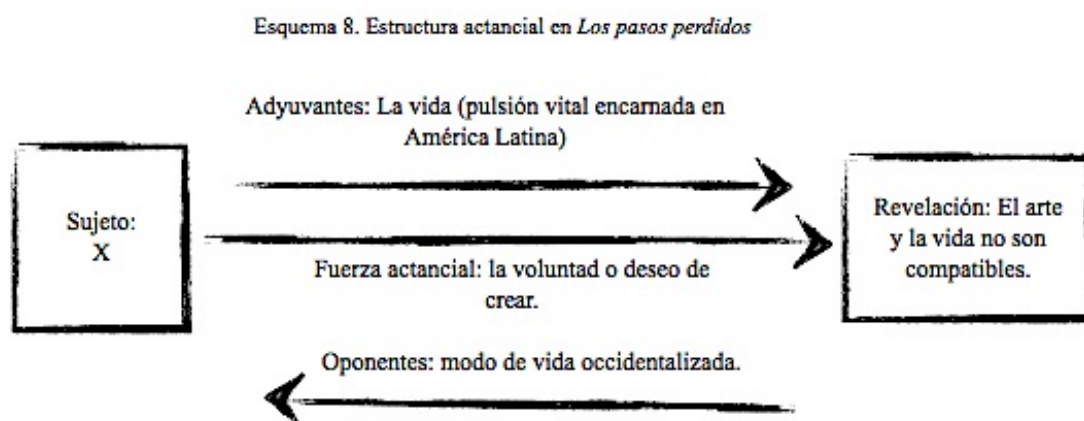 Esquema 8. Estructura actancial en Los pasos perdidos
Adyuvantes: La vida (pulsión vital encarnada en
América Latina)
Sujeto:
X
Revelación: El arte
y la vida no son
compatibles.
Fuerza actancial: la voluntad o deseo de
crear.
Oponentes: modo de vida occidentalizada.